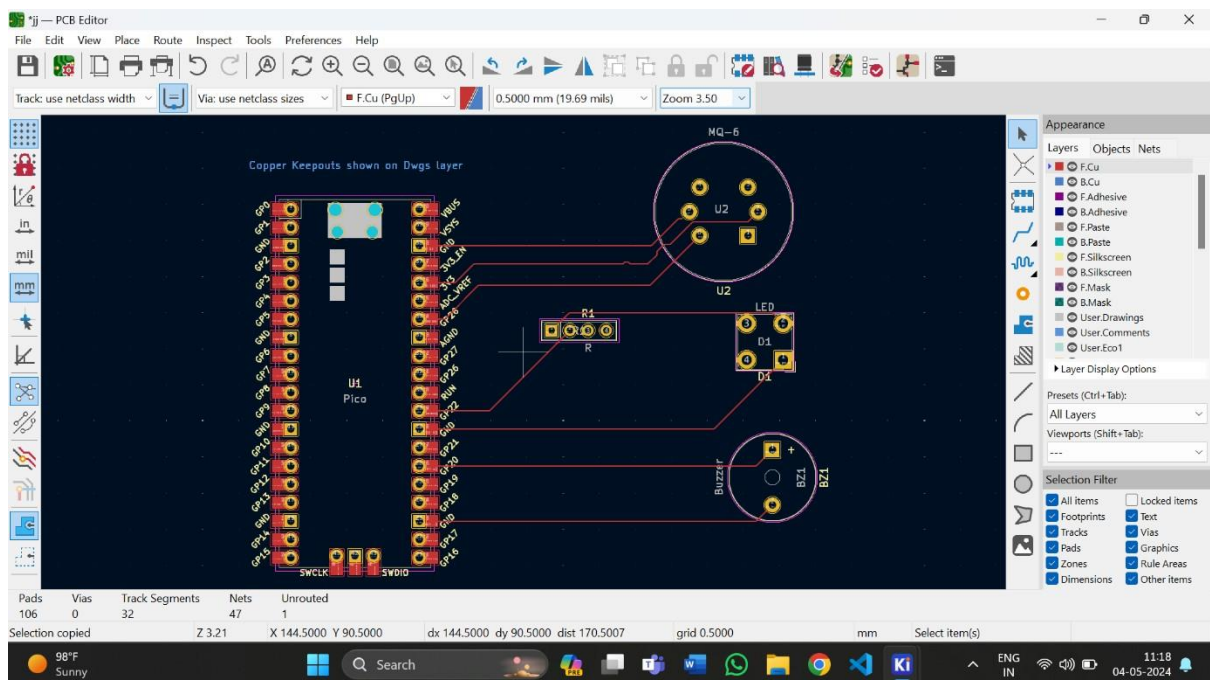 *jj — PCB Editor
File Edit View Place Route Inspect Tools Preferences Help
Track: use netclass width
Via: use netclass sizes
F.Cu (PgUp)
0.5000 mm (19.69 mils)
Zoom 3.50
in
mil
mm
Copper Keepouts shown on Dwgs layer
GP0
GP1
GND
GP2
GP3
GP4
GP5
GND
GP6
GP7
GP8
GP9
GND
GP10
GP11
GP12
GP13
GND
GP14
GP15
U1
Pico
VBUS
VSYS
GND
3V3_EN
3V3
ADC_VREF
GP28
AGND
GP27
GP26
RUN
GP22
GND
GP21
GP20
GP19
GP18
GND
GP17
GP16
SWCLK
SWDIO
MQ-6
U2
U2
R1
R
LED
3
D1
4
D1
Buzzer
+
BZ1
BZ1
Appearance
Layers Objects Nets
F.Cu
B.Cu
F.Adhesive
B.Adhesive
F.Paste
B.Paste
F.Silkscreen
B.Silkscreen
F.Mask
B.Mask
User.Drawings
User.Comments
User.Eco1
Layer Display Options
Presets (Ctrl+Tab):
All Layers
Viewports (Shift+Tab):
---
Selection Filter
All items Locked items
Footprints Text
Tracks Vias
Pads Graphics
Zones Rule Areas
Dimensions Other items
Pads Vias Track Segments Nets Unrouted
106 0 32 47 1
Selection copied Z 3.21 X 144.5000 Y 90.5000 dx 144.5000 dy 90.5000 dist 170.5007 grid 0.5000 mm Select item(s)
98°F
Sunny
Search
Ki
ENG
IN
11:18
04-05-2024